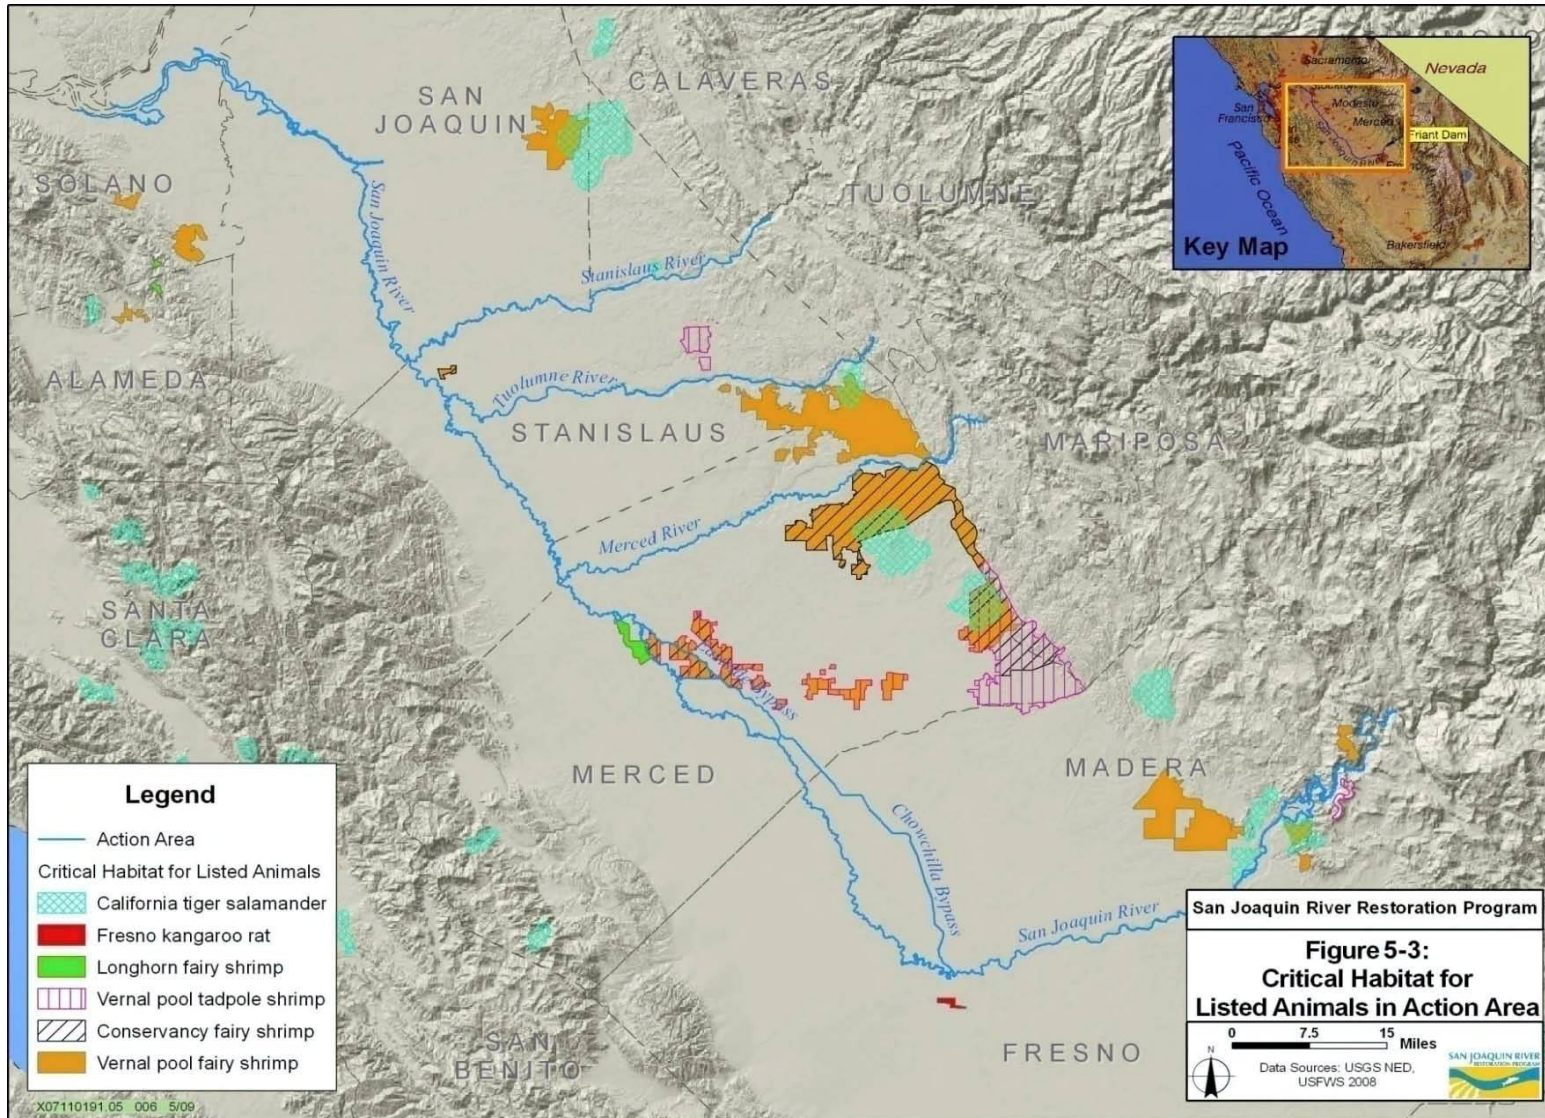 CALAVERAS
SAN
JOAQUIN
SOLANO
TUOLUMNE
San Joaquin River
Stanislaus River
ALAMEDA
Tuolumne River
STANISLAUS
MARIPOSA
Merced River
SANTA
CLARA
Bypass
MERCED
MADERA
Chowchilla Bypass
San Joaquin River
SAN
BENITO
FRESNO
Sacramento
Nevada
Modesto
Merced
San
Francisco
Friant Dam
Pacific Ocean
Bakersfield
Key Map
Legend
Action Area
Critical Habitat for Listed Animals
California tiger salamander
Fresno kangaroo rat
Longhorn fairy shrimp
Vernal pool tadpole shrimp
Conservancy fairy shrimp
Vernal pool fairy shrimp
X07110191.05 006 5/09
San Joaquin River Restoration Program
Figure 5-3:
Critical Habitat for
Listed Animals in Action Area
0 7.5 15
Miles
N
Data Sources: USGS NED,
USFWS 2008
SAN JOAQUIN RIVER
RESTORATION PROGRAM